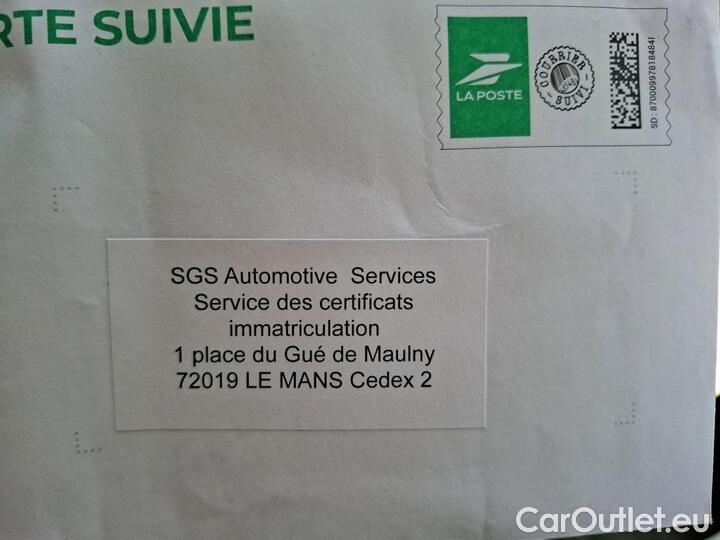 RTE SUIVIE
LA POSTE
COURRIER
SUIVI
SD : 87000997818484I
SGS Automotive Services
Service des certificats
immatriculation
1 place du Gué de Maulny
72019 LE MANS Cedex 2
CarOutlet.eu